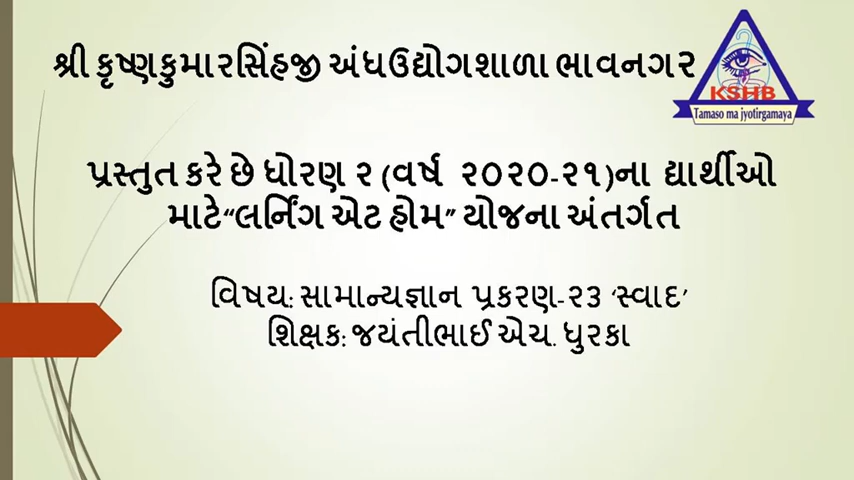 શ્રી કૃષ્ણકુમારસિંહજી અંધઉદ્યોગશાળા ભાવનગર
KSHB
Tamaso ma jyotirgamaya
પ્રસ્તુત કરે છે ધોરણ ૨ (વર્ષ ૨૦૨૦-૨૧)ના દ્યાર્થીઓ
માટે“લર્નિંગ એટ હોમ” યોજના અંતર્ગત
વિષય: સામાન્યજ્ઞાન પ્રકરણ-૨૩ ‘સ્વાદ’
શિક્ષક: જયંતીભાઈ એચ. ધુરકા